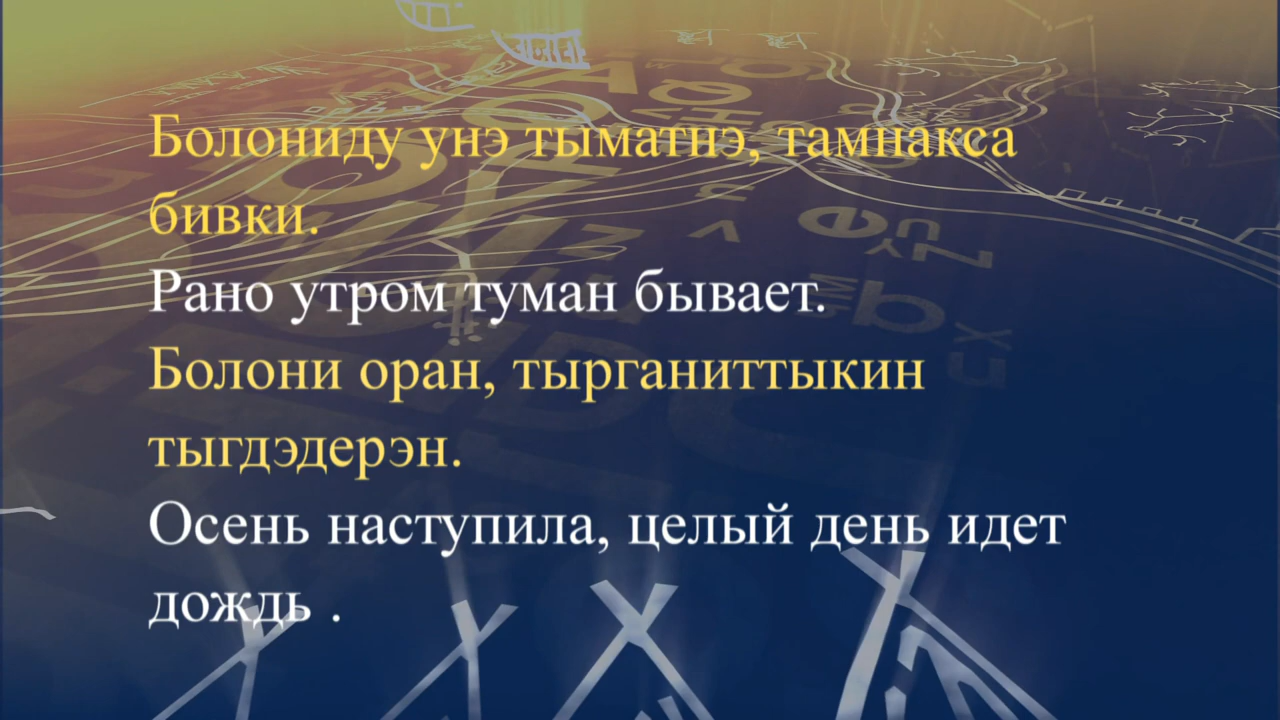 Болониду унэ тыматнэ, тамнакса
бивки.
Рано утром туман бывает.
Болони оран, тырганиттыкин
тыгдэдерэн.
Осень наступила, целый день идет
дождь .